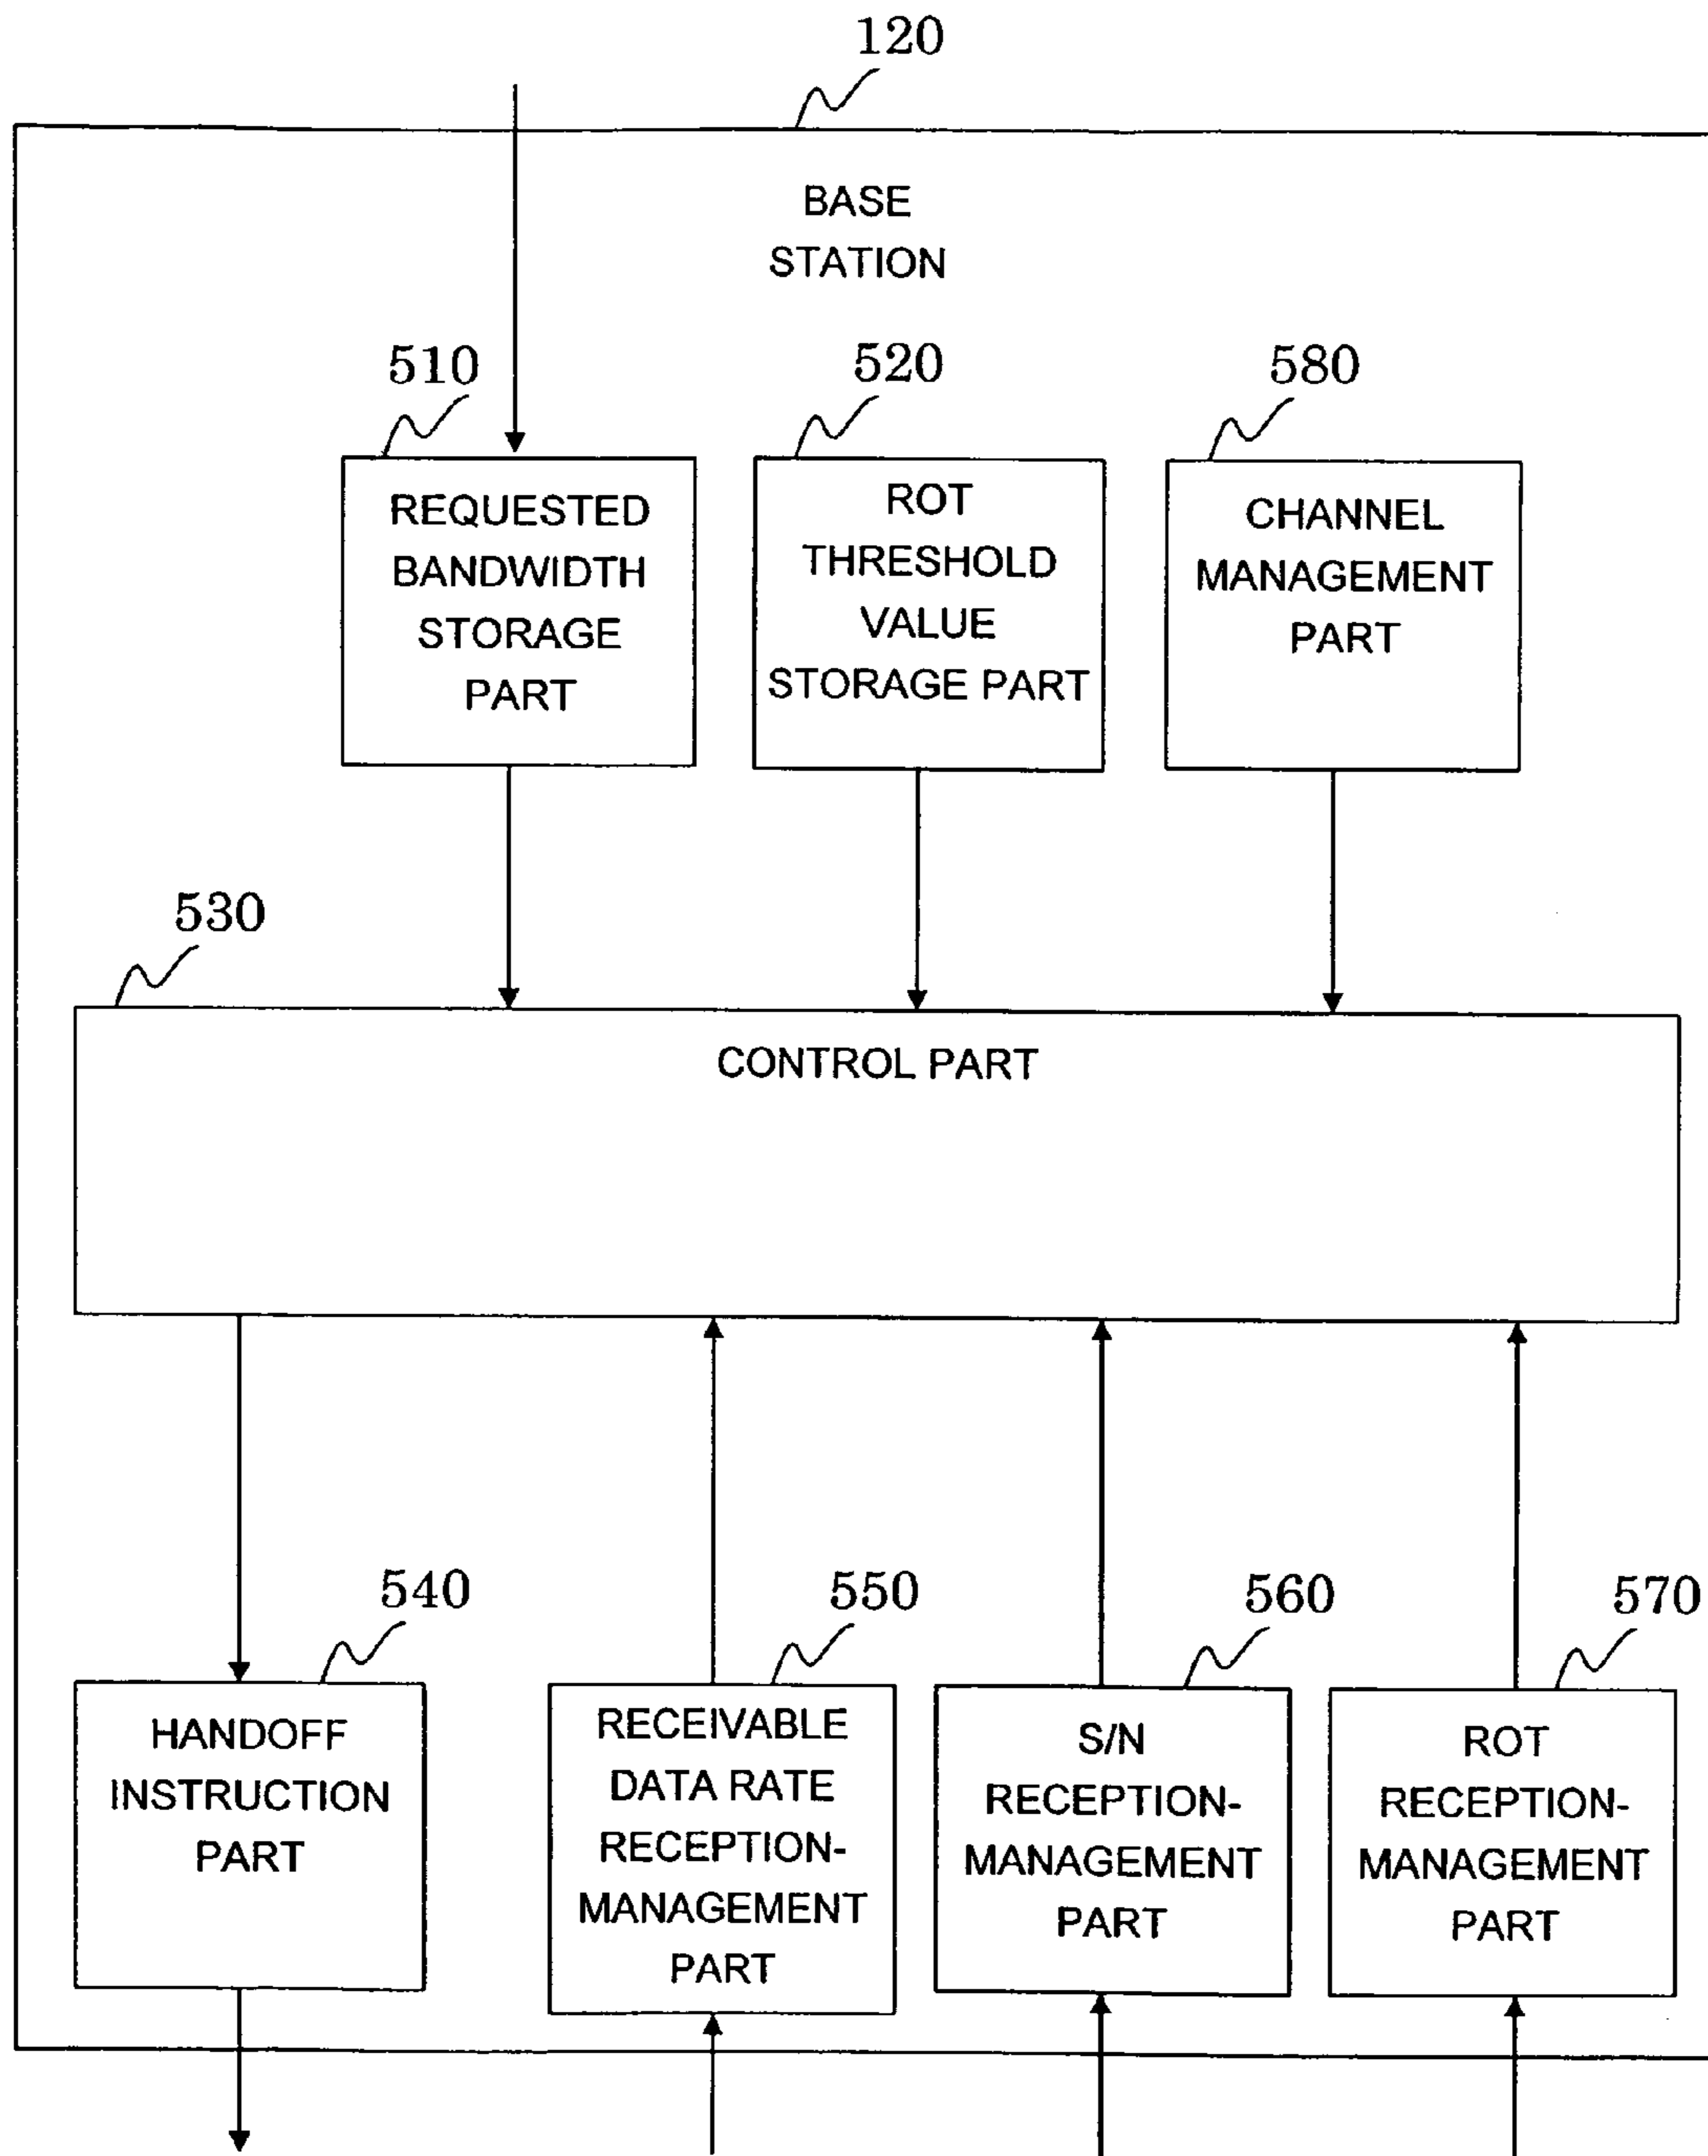 120
BASE
STATION
510
520
580
REQUESTED
BANDWIDTH
STORAGE
PART
ROT
THRESHOLD
VALUE
STORAGE PART
CHANNEL
MANAGEMENT
PART
530
CONTROL PART
540
550
560
570
HANDOFF
INSTRUCTION
PART
RECEIVABLE
DATA RATE
RECEPTION-
MANAGEMENT
PART
S/N
RECEPTION-
MANAGEMENT
PART
ROT
RECEPTION-
MANAGEMENT
PART